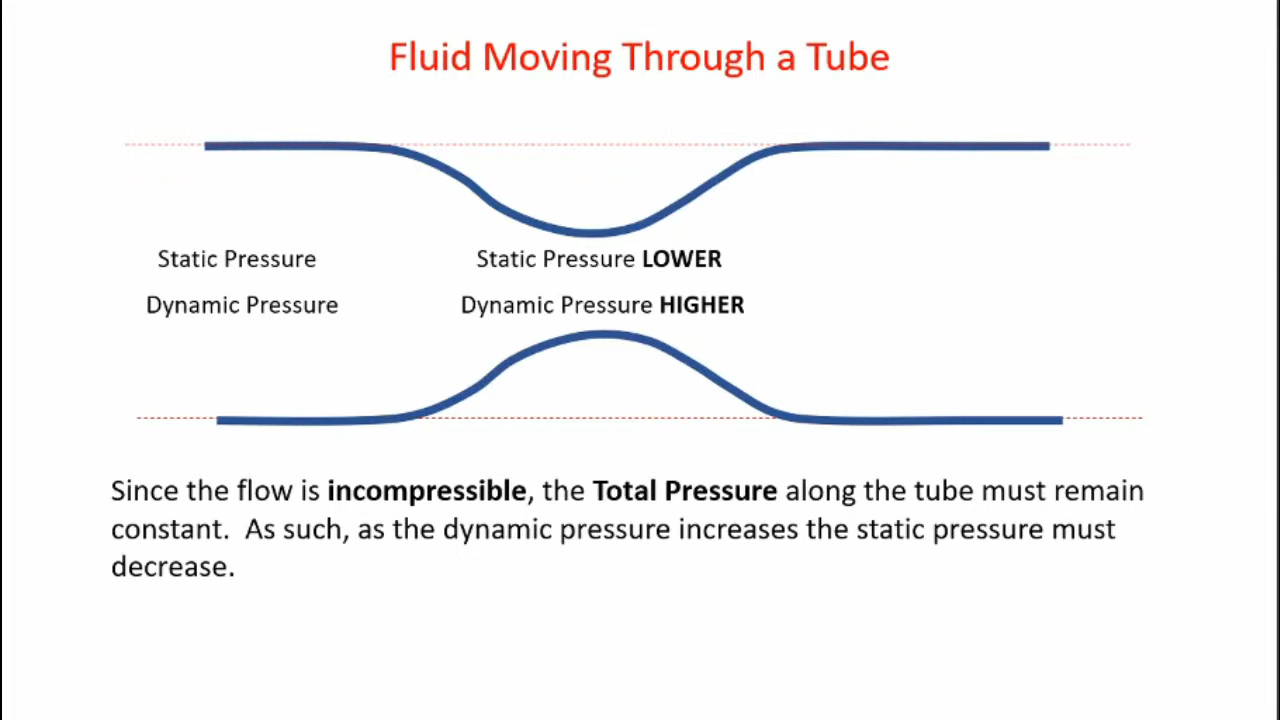 Fluid Moving Through a Tube
Static Pressure
Dynamic Pressure
Static Pressure LOWER
Dynamic Pressure HIGHER
Since the flow is incompressible, the Total Pressure along the tube must remain
constant.  As such, as the dynamic pressure increases the static pressure must
decrease.